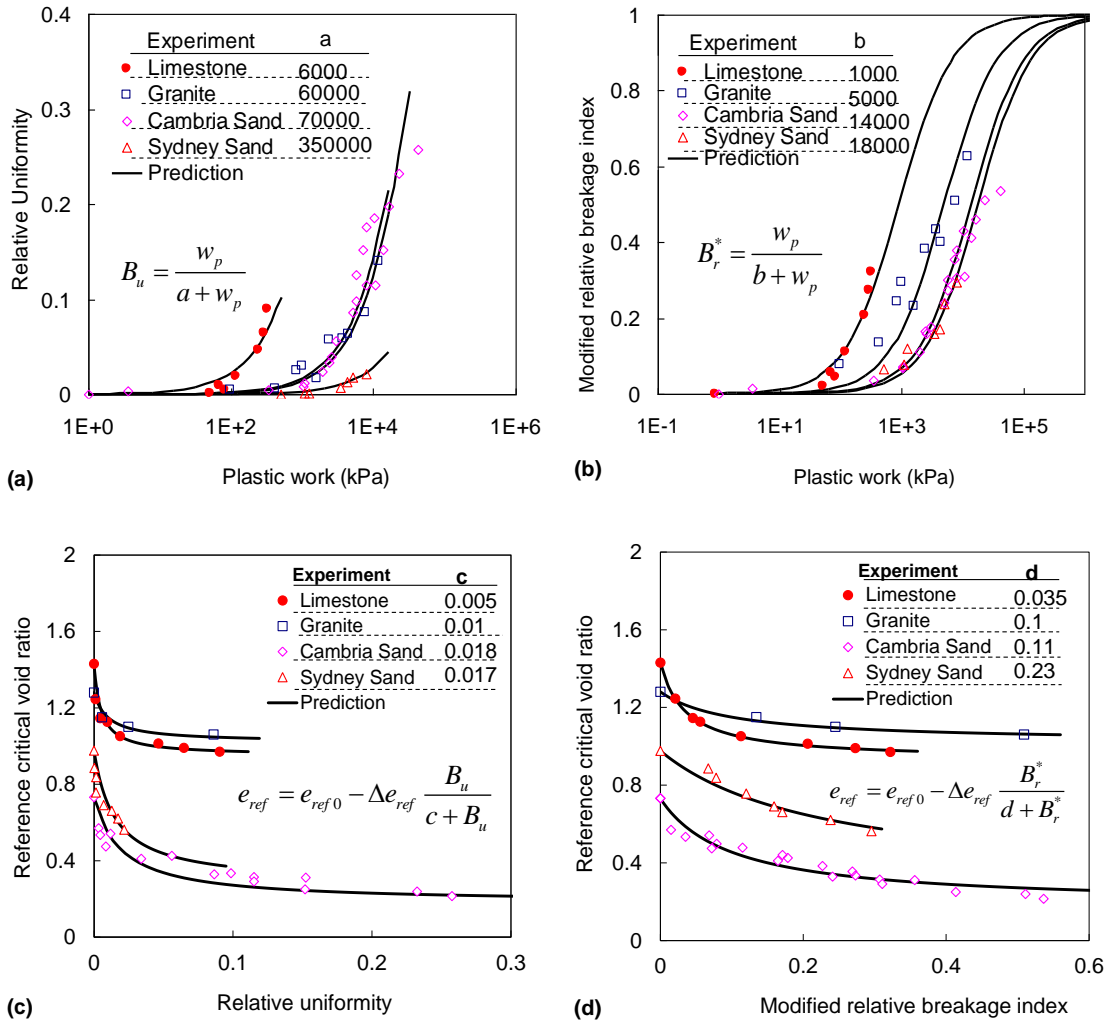 0.4
0.3
0.2
0.1
0
Relative Uniformity
Experiment a
Limestone 6000
Granite 60000
Cambria Sand 70000
Sydney Sand 350000
Prediction
B_u = w_p / (a + w_p)
1E+0 1E+2 1E+4 1E+6
Plastic work (kPa)
(a)
1
0.8
0.6
0.4
0.2
0
Modified relative breakage index
Experiment b
Limestone 1000
Granite 5000
Cambria Sand 14000
Sydney Sand 18000
Prediction
B_r^* = w_p / (b + w_p)
1E-1 1E+1 1E+3 1E+5
Plastic work (kPa)
(b)
2
1.6
1.2
0.8
0.4
0
Reference critical void ratio
Experiment c
Limestone 0.005
Granite 0.01
Cambria Sand 0.018
Sydney Sand 0.017
Prediction
e_ref = e_ref0 − Δe_ref B_u / (c + B_u)
0 0.1 0.2 0.3
Relative uniformity
(c)
2
1.6
1.2
0.8
0.4
0
Reference critical void ratio
Experiment d
Limestone 0.035
Granite 0.1
Cambria Sand 0.11
Sydney Sand 0.23
Prediction
e_ref = e_ref0 − Δe_ref B_r^* / (d + B_r^*)
0 0.2 0.4 0.6
Modified relative breakage index
(d)